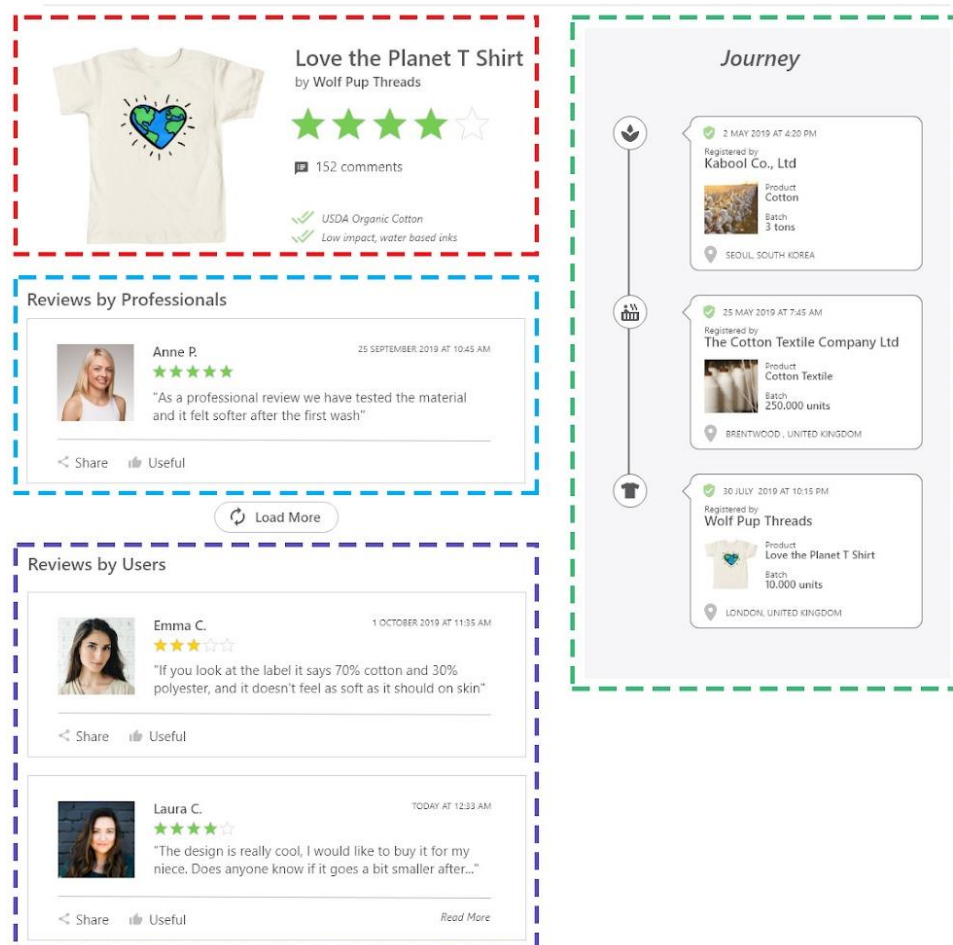 Love the Planet T Shirt
by Wolf Pup Threads
152 comments
USDA Organic Cotton
Low impact, water based inks
Reviews by Professionals
Anne P.
25 SEPTEMBER 2019 AT 10:45 AM
"As a professional review we have tested the material
and it felt softer after the first wash"
Share
Useful
Load More
Reviews by Users
Emma C.
1 OCTOBER 2019 AT 11:35 AM
"If you look at the label it says 70% cotton and 30%
polyester, and it doesn't feel as soft as it should on skin"
Share
Useful
Laura C.
TODAY AT 12:33 AM
"The design is really cool, I would like to buy it for my
niece. Does anyone know if it goes a bit smaller after..."
Share
Useful
Read More
Journey
2 MAY 2019 AT 4:20 PM
Registered by
Kabool Co., Ltd
Product
Cotton
Batch
3 tons
SEOUL, SOUTH KOREA
25 MAY 2019 AT 7:45 AM
Registered by
The Cotton Textile Company Ltd
Product
Cotton Textile
Batch
250.000 units
BRENTWOOD , UNITED KINGDOM
30 JULY 2019 AT 10:15 PM
Registered by
Wolf Pup Threads
Product
Love the Planet T Shirt
Batch
10.000 units
LONDON, UNITED KINGDOM